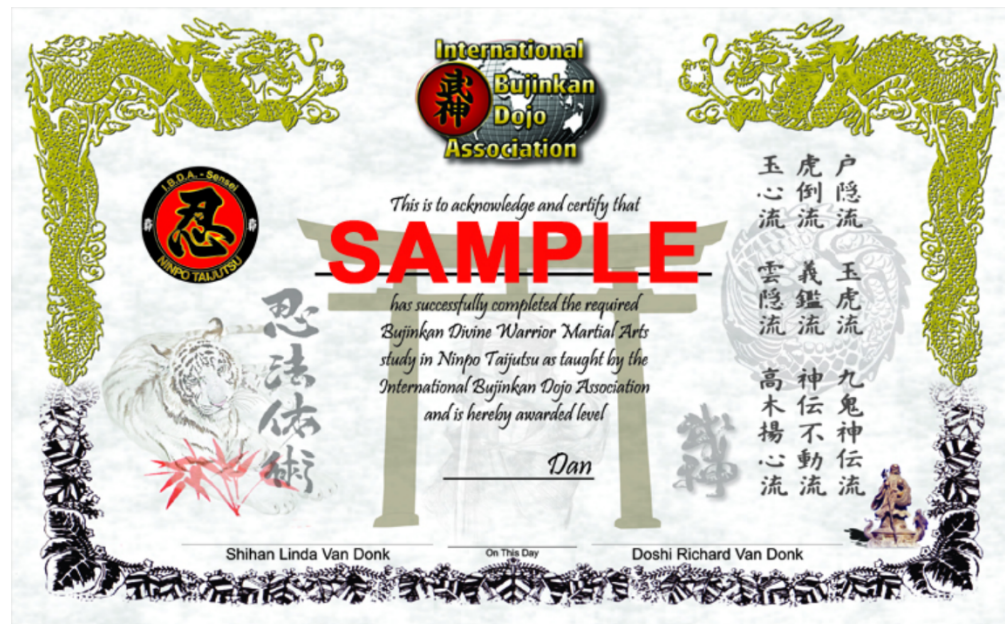 International
Bujinkan
Dojo
Association
武神
I.B.D.A. - Sensei
忍
NINPO TAIJUTSU
This is to acknowledge and certify that
SAMPLE
has successfully completed the required
Bujinkan Divine Warrior Martial Arts
study in Ninpo Taijutsu as taught by the
International Bujinkan Dojo Association
and is hereby awarded level
Dan
忍法体術
武神
户隠流 玉虎流 九鬼神伝流
虎倒流 義鑑流 神伝不動流
玉心流 雲隠流 高木揚心流
Shihan Linda Van Donk
On This Day
Doshi Richard Van Donk